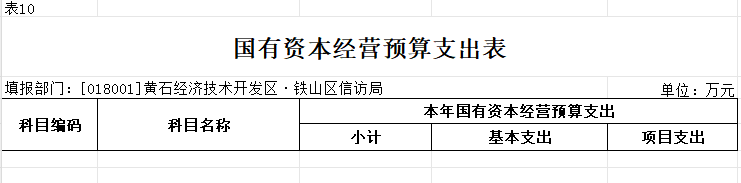 表10
国有资本经营预算支出表
填报部门：[018001]黄石经济技术开发区·铁山区信访局 单位：万元
科目编码 科目名称 本年国有资本经营预算支出
小计 基本支出 项目支出